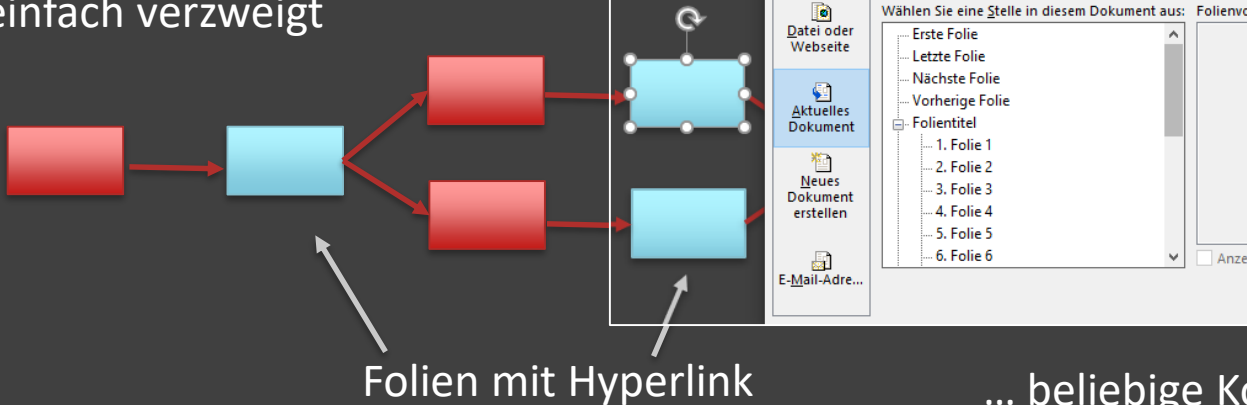 einfach verzweigt
Datei oder
Webseite
Aktuelles
Dokument
Neues
Dokument
erstellen
E-Mail-Adre...
Wählen Sie eine Stelle in diesem Dokument aus:
Erste Folie
Letzte Folie
Nächste Folie
Vorherige Folie
Folientitel
1. Folie 1
2. Folie 2
3. Folie 3
4. Folie 4
5. Folie 5
6. Folie 6
Folienvo
Anze
Folien mit Hyperlink
... beliebige Ko